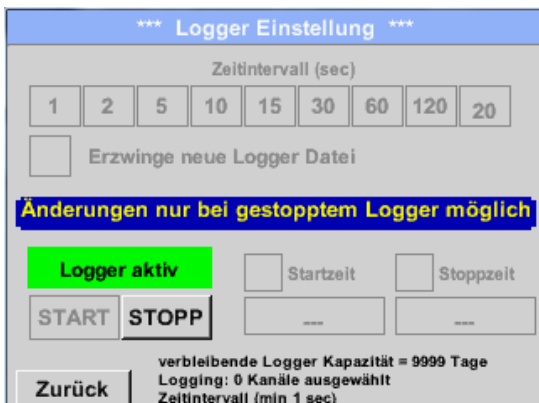 *** Logger Einstellung ***
Zeitintervall (sec)
1 2 5 10 15 30 60 120 20
Erzwinge neue Logger Datei
Änderungen nur bei gestopptem Logger möglich
Logger aktiv Startzeit Stoppzeit
START STOPP --- ---
verbleibende Logger Kapazität = 9999 Tage
Zurück Logging: 0 Kanäle ausgewählt
Zeitintervall (min 1 sec)